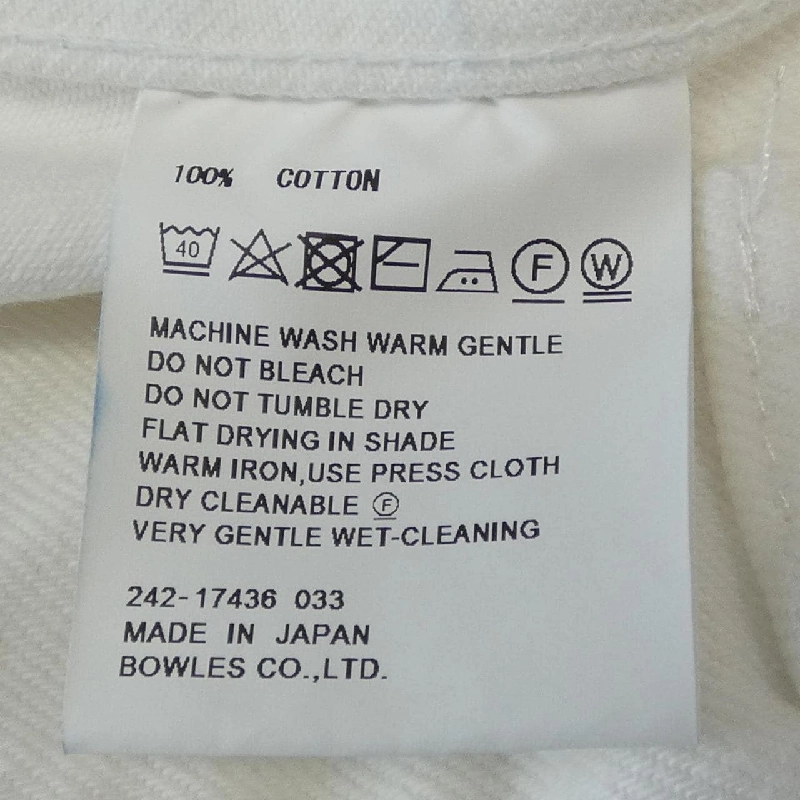 100% COTTON
40 F W
MACHINE WASH WARM GENTLE
DO NOT BLEACH
DO NOT TUMBLE DRY
FLAT DRYING IN SHADE
WARM IRON,USE PRESS CLOTH
DRY CLEANABLE Ⓕ
VERY GENTLE WET-CLEANING
242-17436 033
MADE IN JAPAN
BOWLES CO.,LTD.